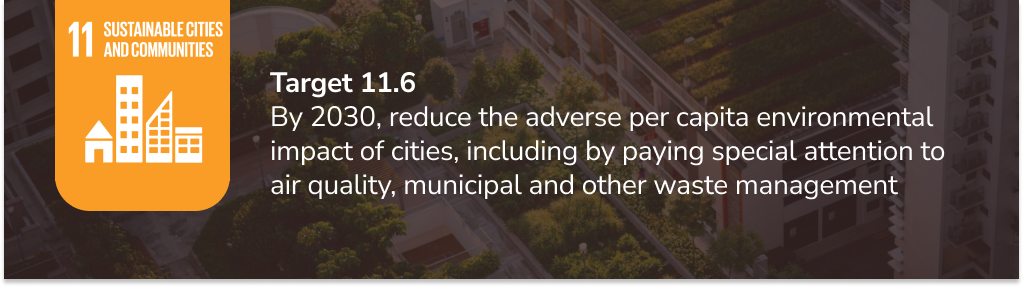 11 SUSTAINABLE CITIES
AND COMMUNITIES
Target 11.6
By 2030, reduce the adverse per capita environmental
impact of cities, including by paying special attention to
air quality, municipal and other waste management